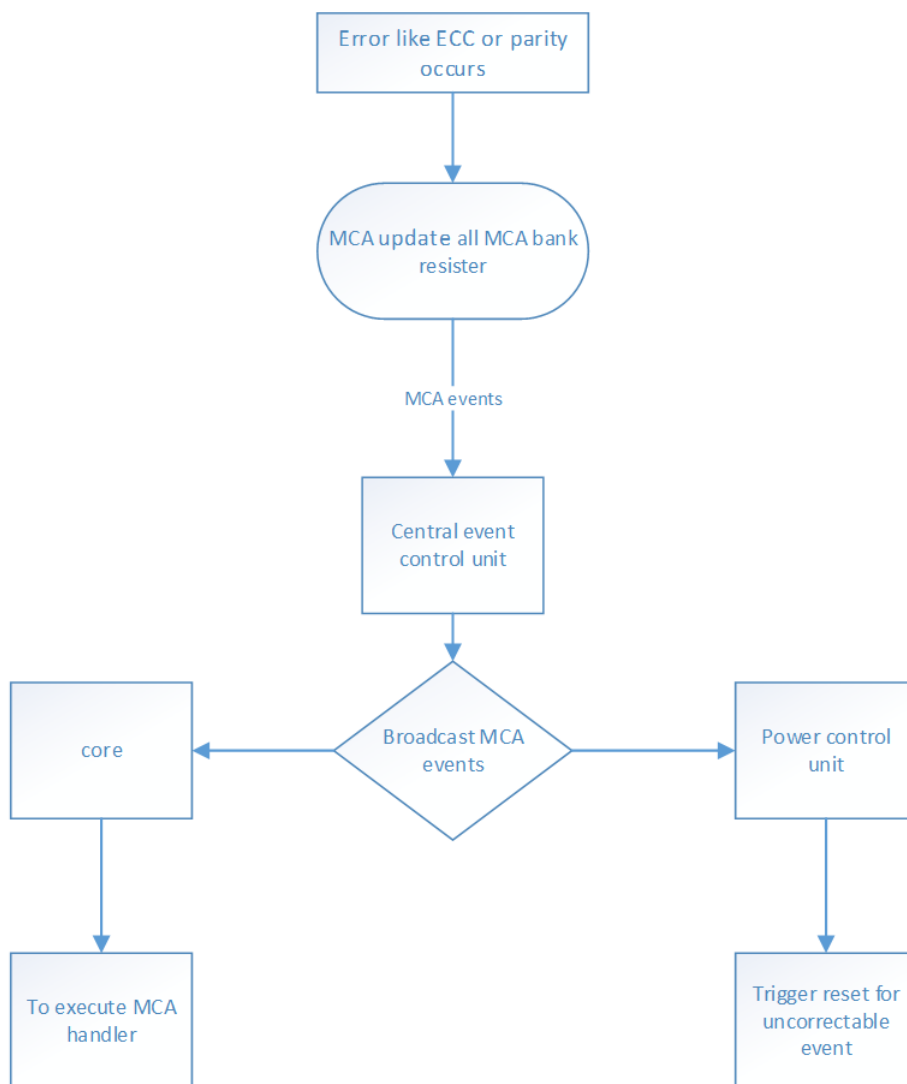 Error like ECC or parity
occurs
MCA update all MCA bank
resister
MCA events
Central event
control unit
Broadcast MCA
events
core
Power control
unit
To execute MCA
handler
Trigger reset for
uncorrectable
event